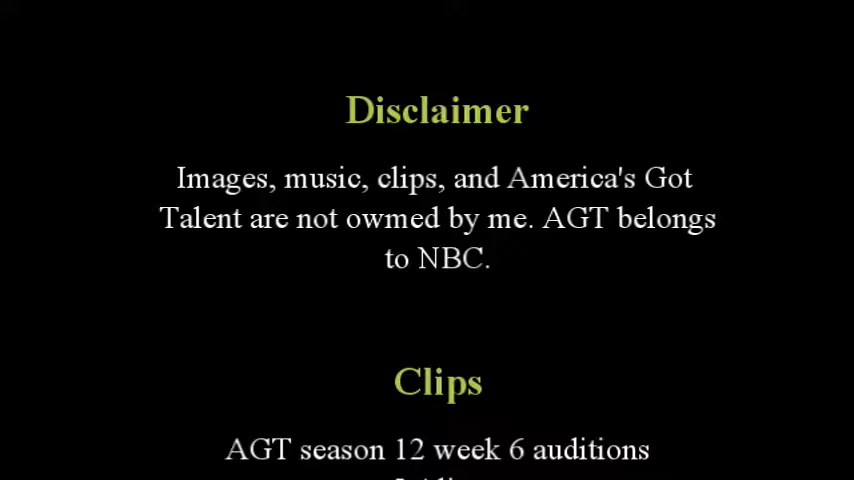 Disclaimer
Images, music, clips, and America's Got
Talent are not owmed by me. AGT belongs
to NBC.
Clips
AGT season 12 week 6 auditions